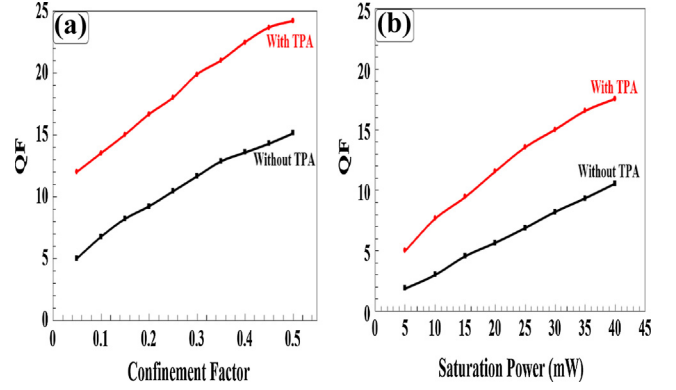 (a)
25
20
15
10
5
0
QF
With TPA
Without TPA
0 0.1 0.2 0.3 0.4 0.5
Confinement Factor
(b)
25
20
15
10
5
0
QF
With TPA
Without TPA
0 5 10 15 20 25 30 35 40 45
Saturation Power (mW)